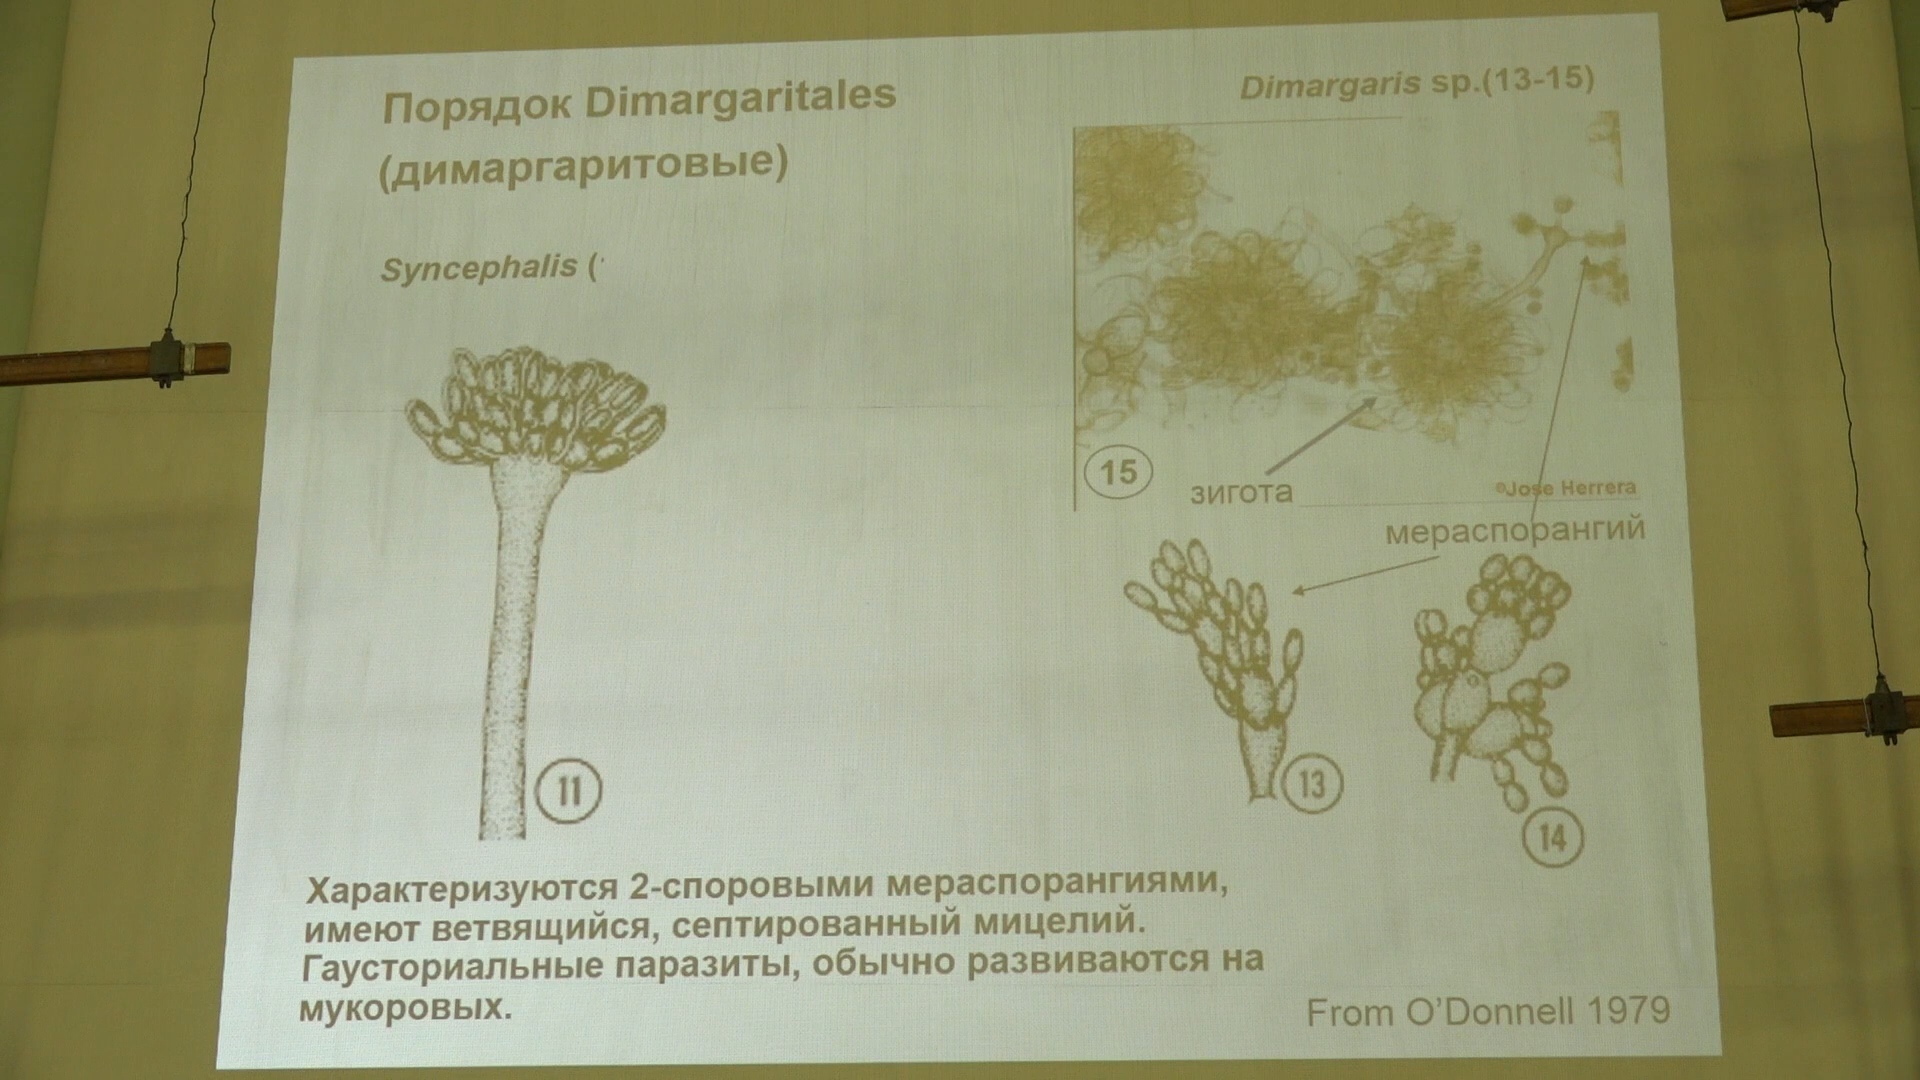 Порядок Dimargaritales
(димаргаритовые)
Dimargaris sp.(13-15)
Syncephalis (
15
зигота
©Jose Herrera
мераспорангий
11
13
14
Характеризуются 2-споровыми мераспорангиями,
имеют ветвящийся, септированный мицелий.
Гаусториальные паразиты, обычно развиваются на
мукоровых.
From O’Donnell 1979